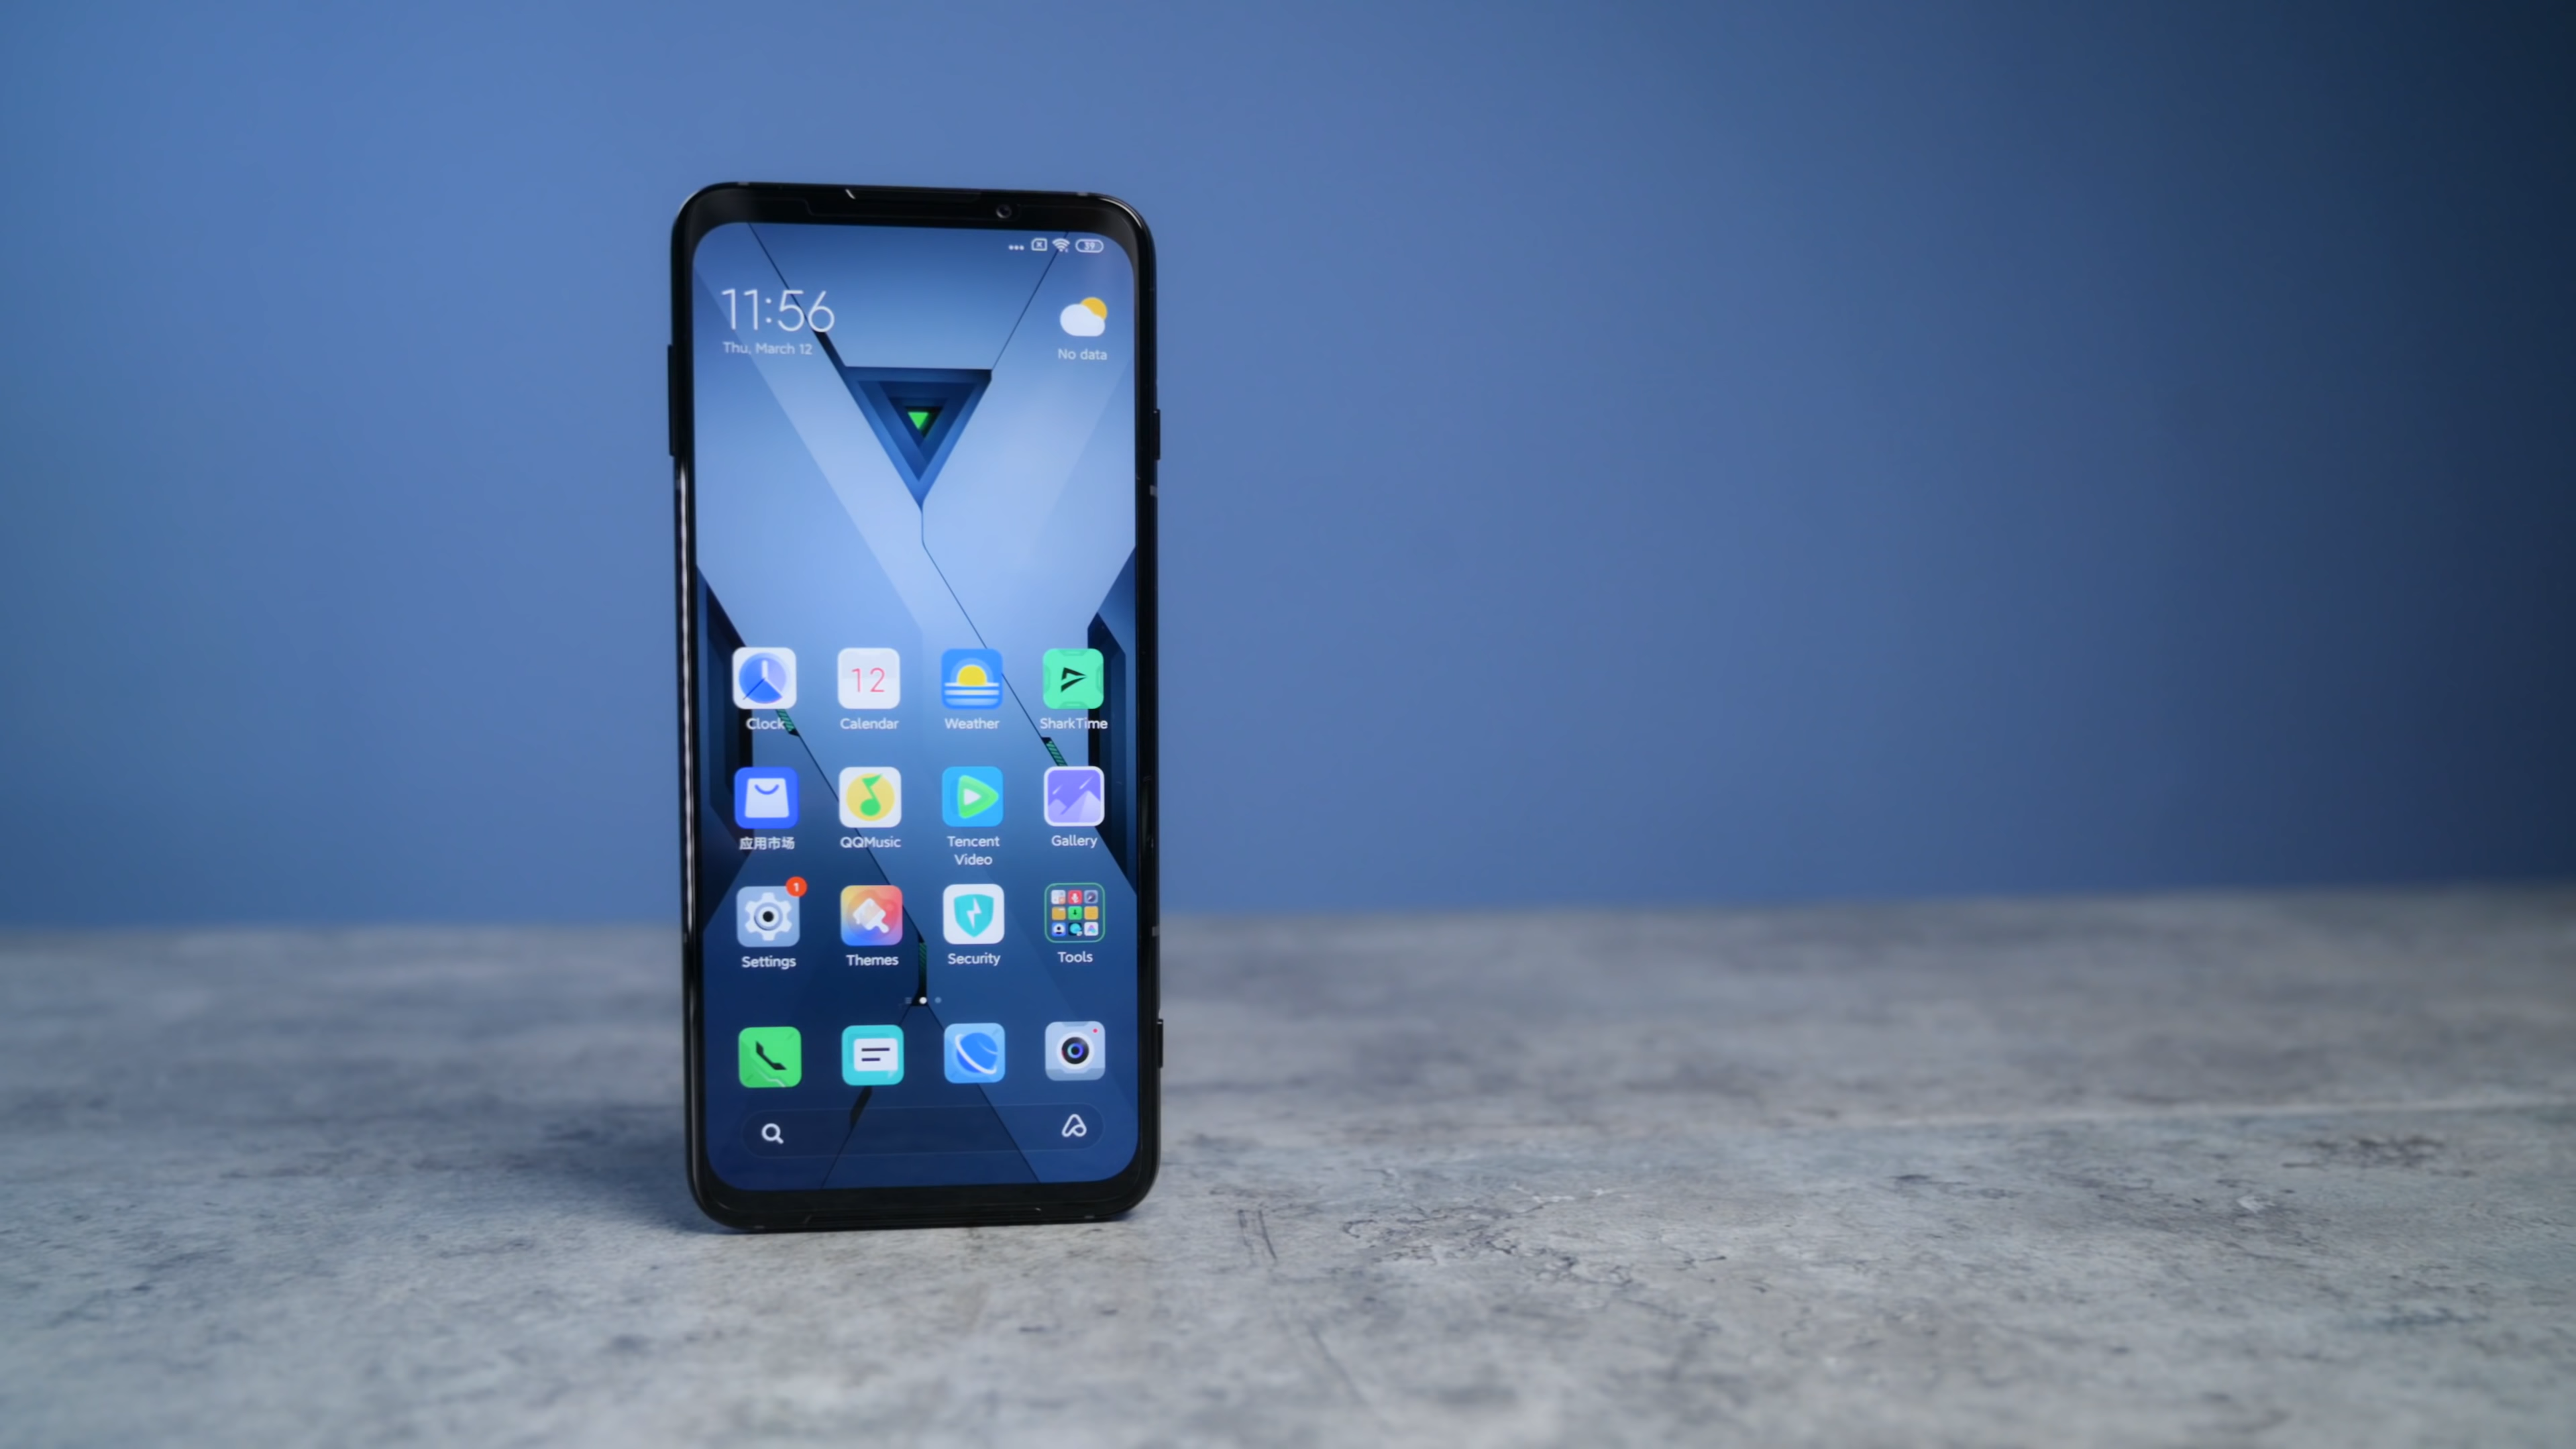 39
11:56
Thu, March 12
No data
12
Clock
Calendar
Weather
SharkTime
应用市场
QQMusic
Tencent
Video
Gallery
1
Settings
Themes
Security
Tools